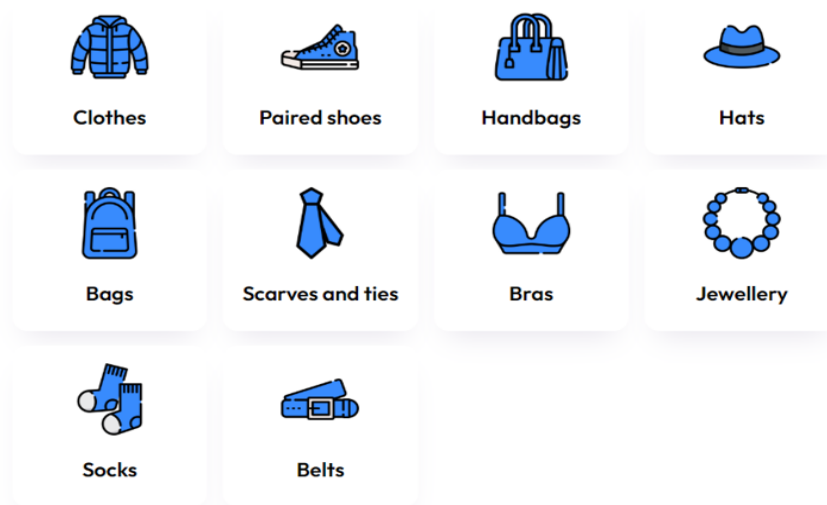 Clothes
Paired shoes
Handbags
Hats
Bags
Scarves and ties
Bras
Jewellery
Socks
Belts